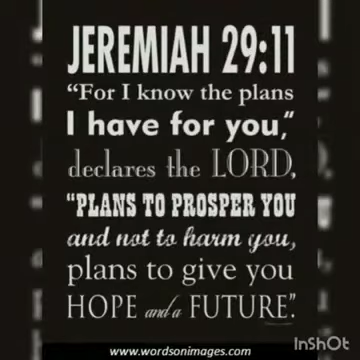 JEREMIAH 29:11
"For I know the plans
I have for you,"
declares the LORD,
"PLANS TO PROSPER YOU
and not to harm you,
plans to give you
HOPE and a FUTURE."
www.wordsonimages.com
InShOt